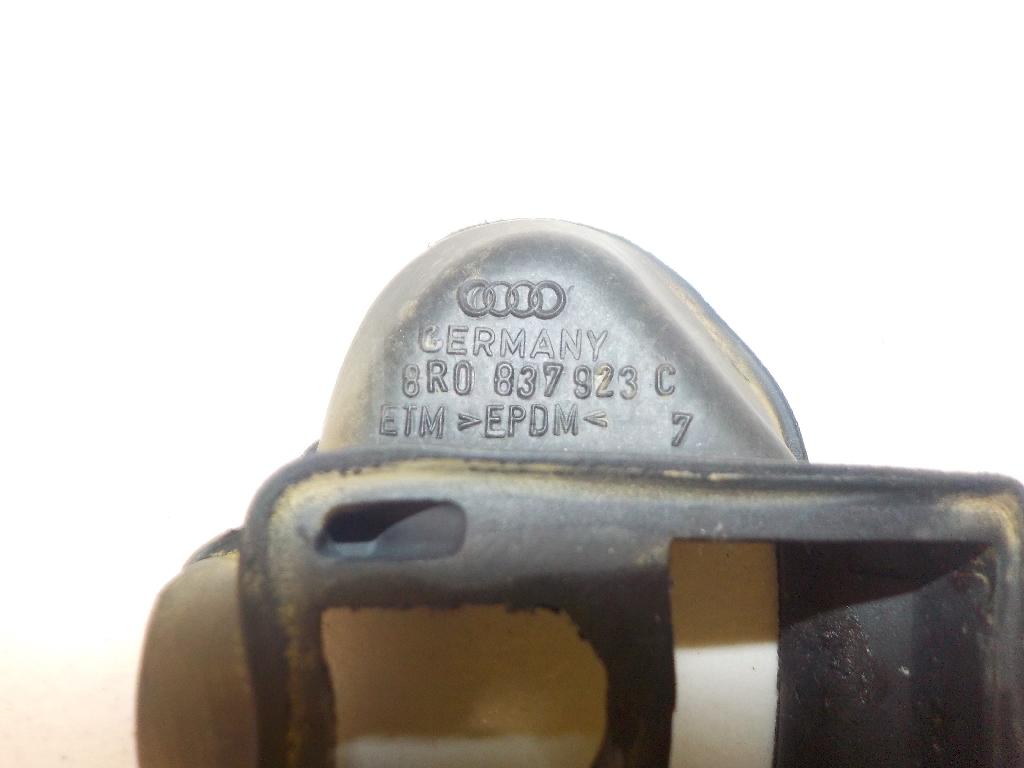 GERMANY
8R0 837 923 C
ETM >EPDM< 7